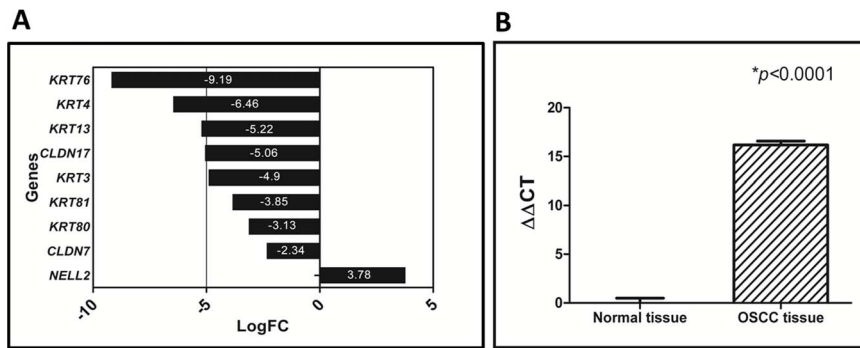 A
Genes
KRT76
-9.19
KRT4
-6.46
KRT13
-5.22
CLDN17
-5.06
KRT3
-4.9
KRT81
-3.85
KRT80
-3.13
CLDN7
-2.34
NELL2
3.78
-10
-5
0
5
LogFC
B
*p<0.0001
ΔΔCT
20
15
10
5
0
Normal tissue
OSCC tissue